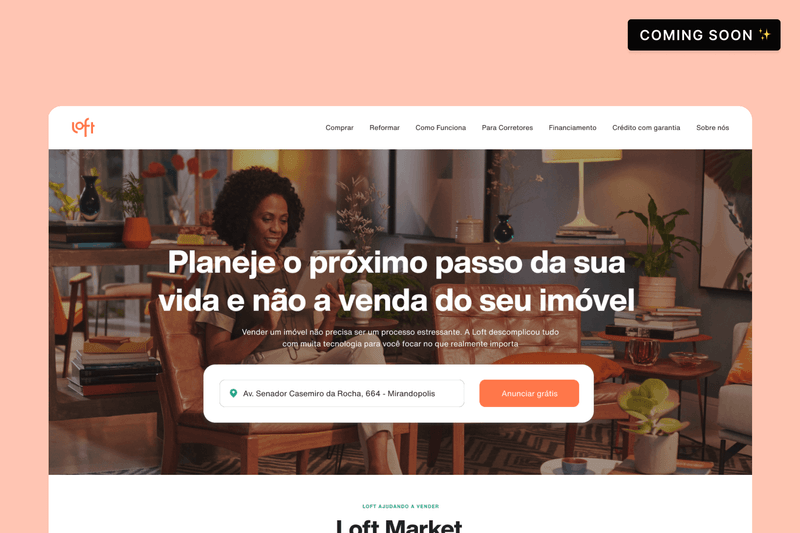 COMING SOON ✨
Loft
Comprar
Reformar
Como Funciona
Para Corretores
Financiamento
Crédito com garantia
Sobre nós
Planeje o próximo passo da sua
vida e não a venda do seu imóvel
Vender um imóvel não precisa ser um processo estressante. A Loft descomplicou tudo
com muita tecnologia para você focar no que realmente importa
Av. Senador Casemiro da Rocha, 664 - Mirandopolis
Anunciar grátis
LOFT AJUDANDO A VENDER
Loft Market